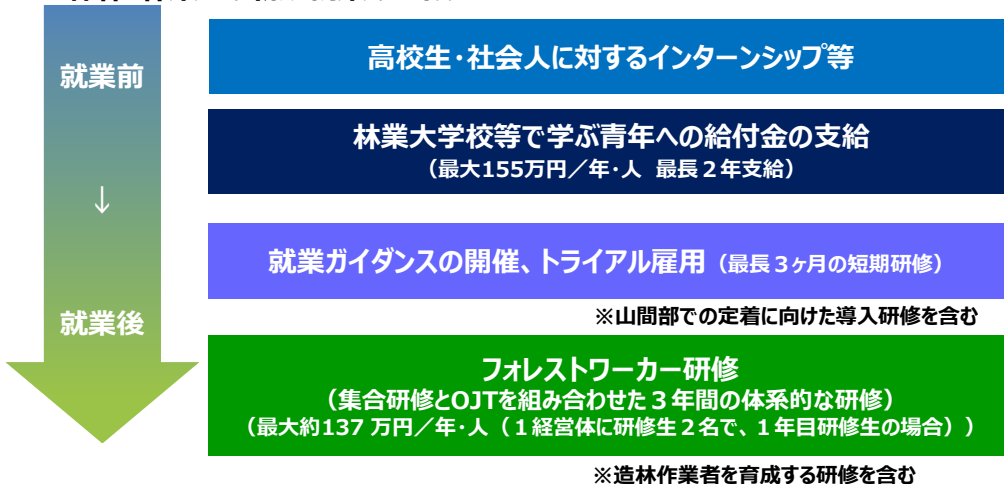 就業前
↓
就業後
高校生・社会人に対するインターンシップ等
林業大学校等で学ぶ青年への給付金の支給
（最大155万円／年・人 最長２年支給）
就業ガイダンスの開催、トライアル雇用（最長３ヶ月の短期研修）
※山間部での定着に向けた導入研修を含む
フォレストワーカー研修
（集合研修とOJTを組み合わせた３年間の体系的な研修）
（最大約137 万円／年・人（１経営体に研修生２名で、１年目研修生の場合））
※造林作業者を育成する研修を含む